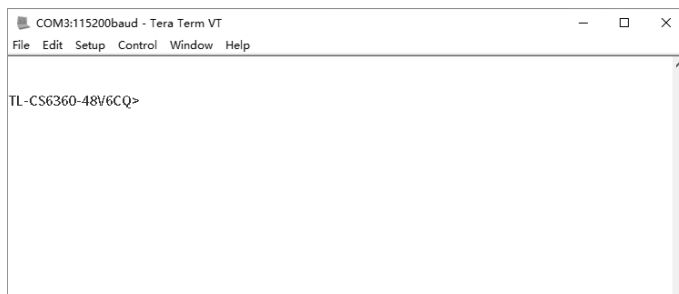 COM3:115200baud - Tera Term VT
File Edit Setup Control Window Help
TL-CS6360-48V6CQ>